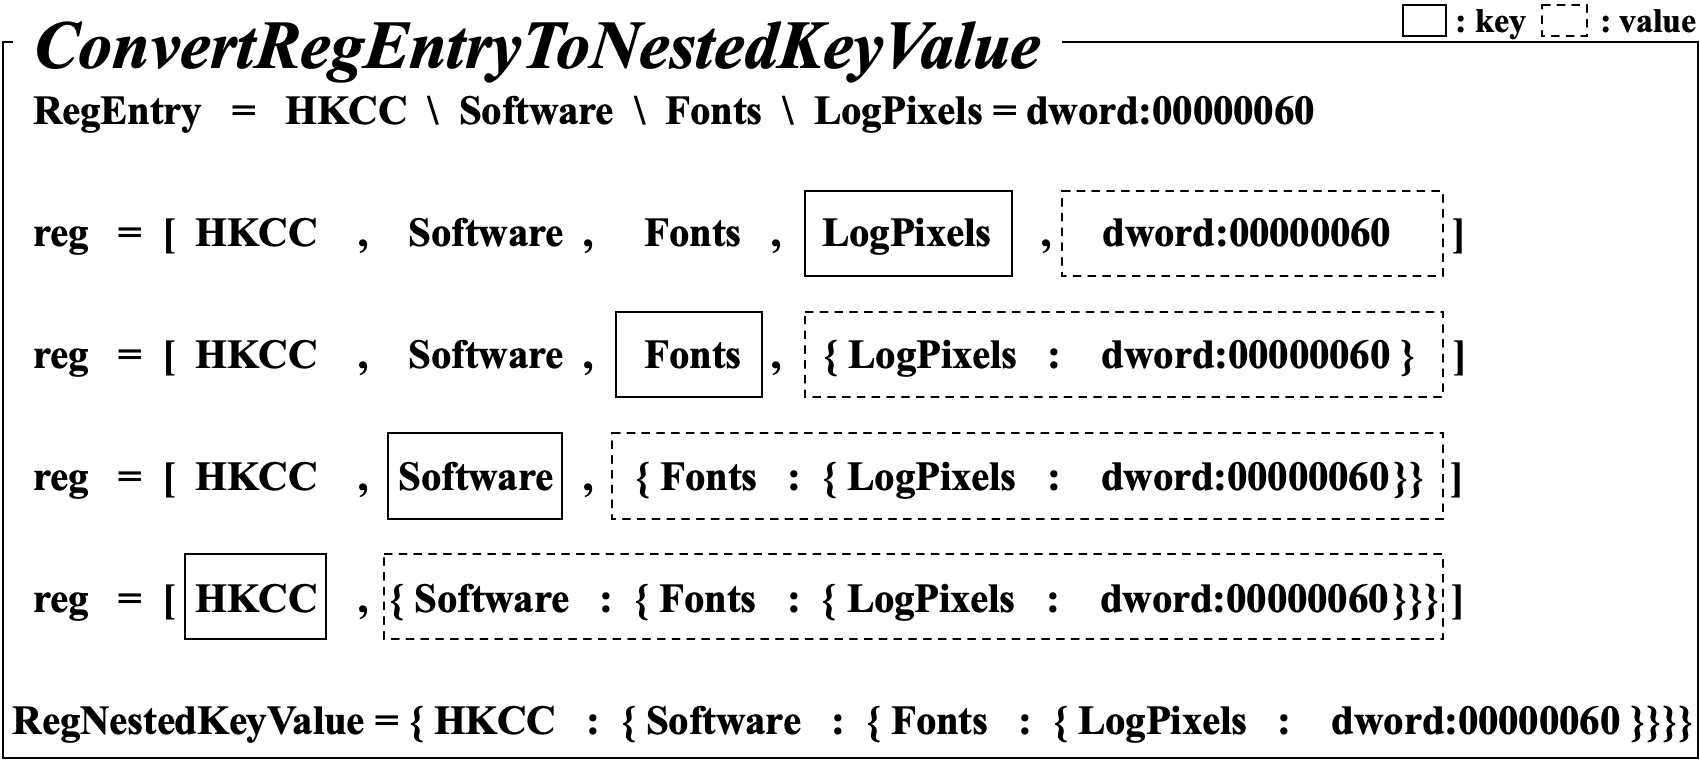 : key : value
ConvertRegEntryToNestedKeyValue
RegEntry = HKCC \ Software \ Fonts \ LogPixels = dword:00000060
reg = [ HKCC , Software , Fonts , LogPixels , dword:00000060 ]
reg = [ HKCC , Software , Fonts , { LogPixels : dword:00000060 } ]
reg = [ HKCC , Software , { Fonts : { LogPixels : dword:00000060}} ]
reg = [ HKCC , { Software : { Fonts : { LogPixels : dword:00000060}}} ]
RegNestedKeyValue = { HKCC : { Software : { Fonts : { LogPixels : dword:00000060 }}}}